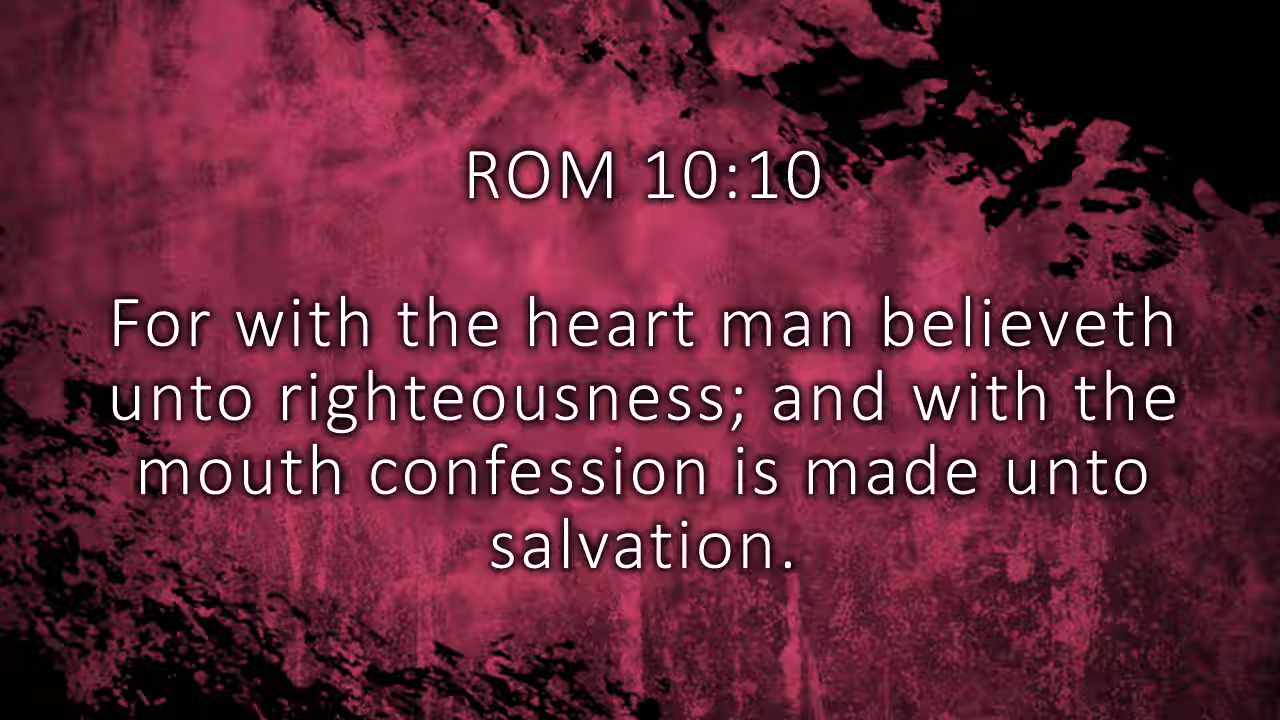 ROM 10:10
For with the heart man believeth
unto righteousness; and with the
mouth confession is made unto
salvation.